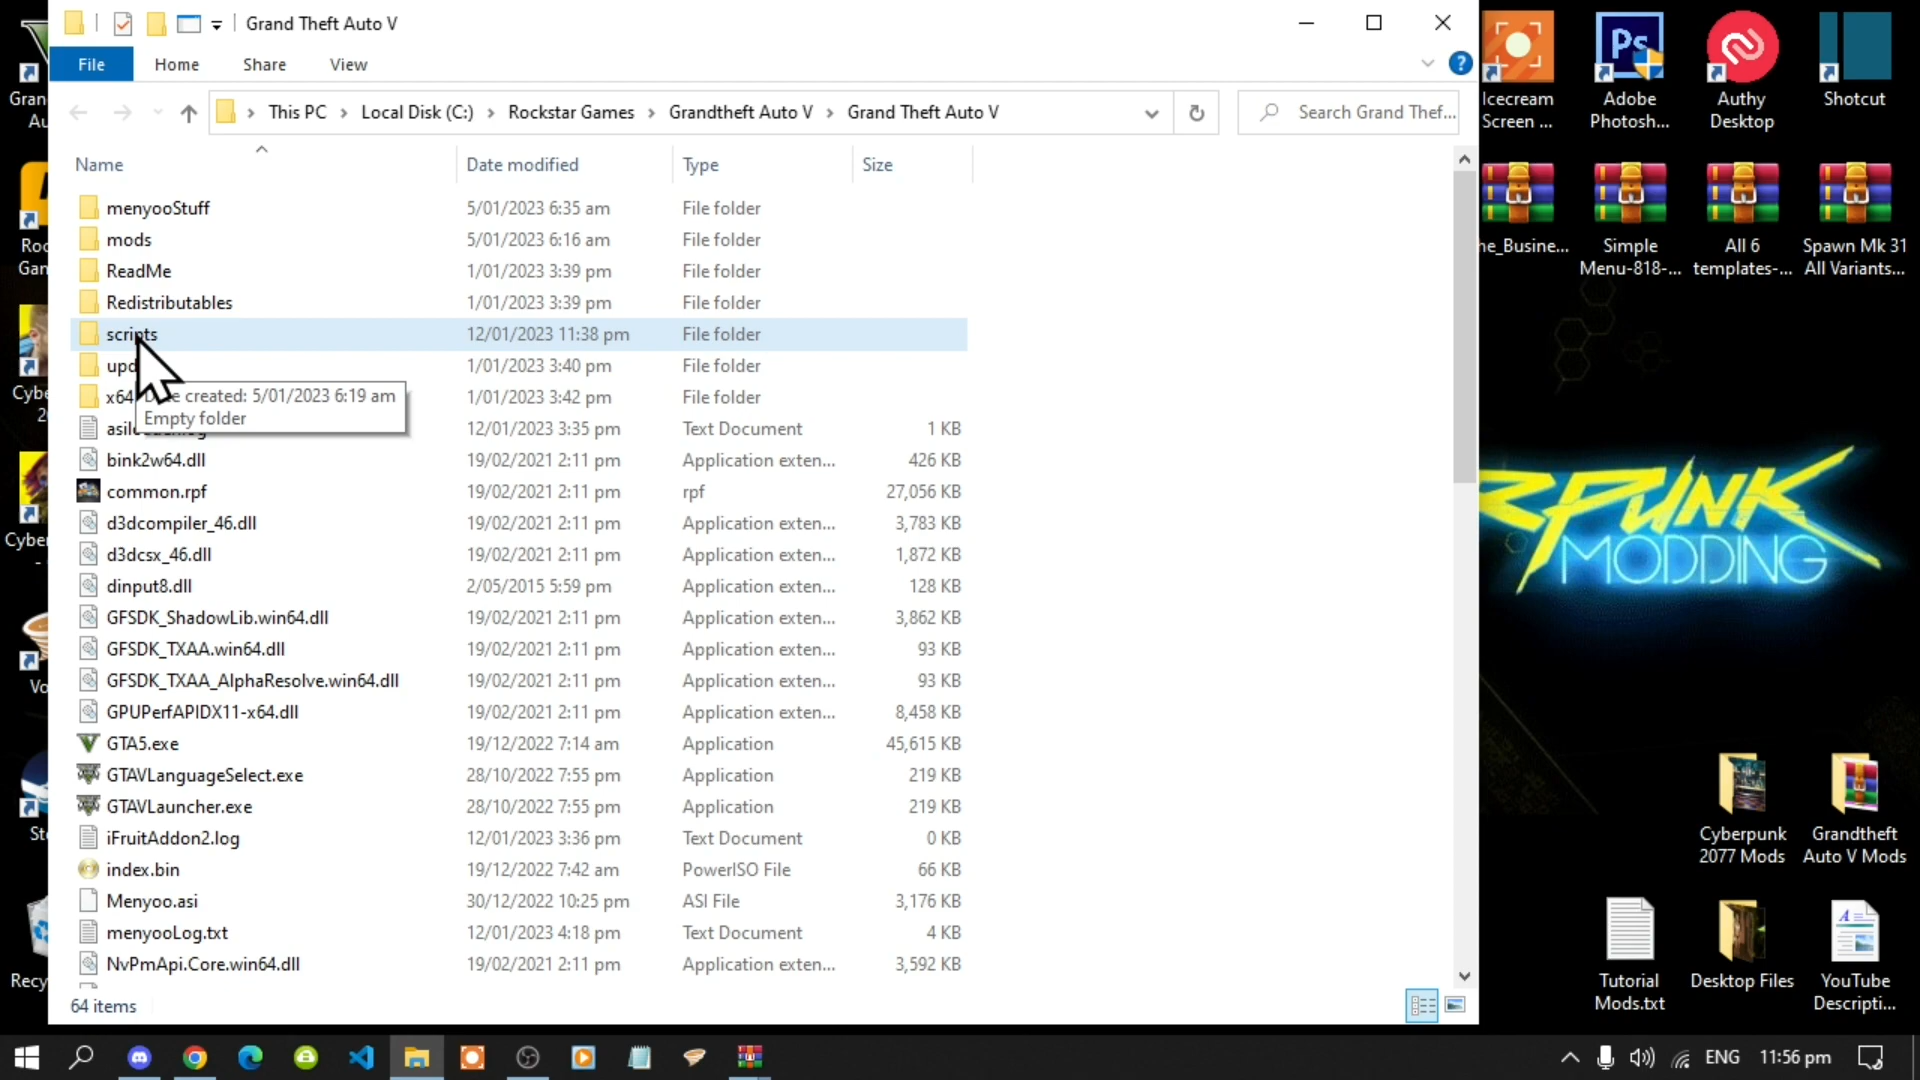 Grand Theft Auto V
File
Home
Share
View
This PC
Local Disk (C:)
Rockstar Games
Grandtheft Auto V
Grand Theft Auto V
Search Grand Thef...
Name
Date modified
Type
Size
menyooStuff 5/01/2023 6:35 am File folder
mods 5/01/2023 6:16 am File folder
ReadMe 1/01/2023 3:39 pm File folder
Redistributables 1/01/2023 3:39 pm File folder
scripts 12/01/2023 11:38 pm File folder
upd 1/01/2023 3:40 pm File folder
x64 1/01/2023 3:42 pm File folder
created: 5/01/2023 6:19 am
Empty folder
12/01/2023 3:35 pm Text Document 1 KB
bink2w64.dll 19/02/2021 2:11 pm Application exten... 426 KB
common.rpf 19/02/2021 2:11 pm rpf 27,056 KB
d3dcompiler_46.dll 19/02/2021 2:11 pm Application exten... 3,783 KB
d3dcsx_46.dll 19/02/2021 2:11 pm Application exten... 1,872 KB
dinput8.dll 2/05/2015 5:59 pm Application exten... 128 KB
GFSDK_ShadowLib.win64.dll 19/02/2021 2:11 pm Application exten... 3,862 KB
GFSDK_TXAA.win64.dll 19/02/2021 2:11 pm Application exten... 93 KB
GFSDK_TXAA_AlphaResolve.win64.dll 19/02/2021 2:11 pm Application exten... 93 KB
GPUPerfAPIDX11-x64.dll 19/02/2021 2:11 pm Application exten... 8,458 KB
GTA5.exe 19/12/2022 7:14 am Application 45,615 KB
GTAVLanguageSelect.exe 28/10/2022 7:55 pm Application 219 KB
GTAVLauncher.exe 28/10/2022 7:55 pm Application 219 KB
iFruitAddon2.log 12/01/2023 3:36 pm Text Document 0 KB
index.bin 19/12/2022 7:42 am PowerISO File 66 KB
Menyoo.asi 30/12/2022 10:25 pm ASI File 3,176 KB
menyooLog.txt 12/01/2023 4:18 pm Text Document 4 KB
NvPmApi.Core.win64.dll 19/02/2021 2:11 pm Application exten... 3,592 KB
64 items
Gran
Au
Roc
Gan
Cybe
2
Cyber
-
Vo
Ste
Recy
Icecream
Screen ...
Ps
Adobe
Photosh...
Authy
Desktop
Shotcut
he_Busine...
Simple
Menu-818-...
All 6
templates-...
Spawn Mk 31
All Variants...
RPUNK
MODDING
Cyberpunk
2077 Mods
Grandtheft
Auto V Mods
Tutorial
Mods.txt
Desktop Files
YouTube
Descripti...
ENG
11:56 pm